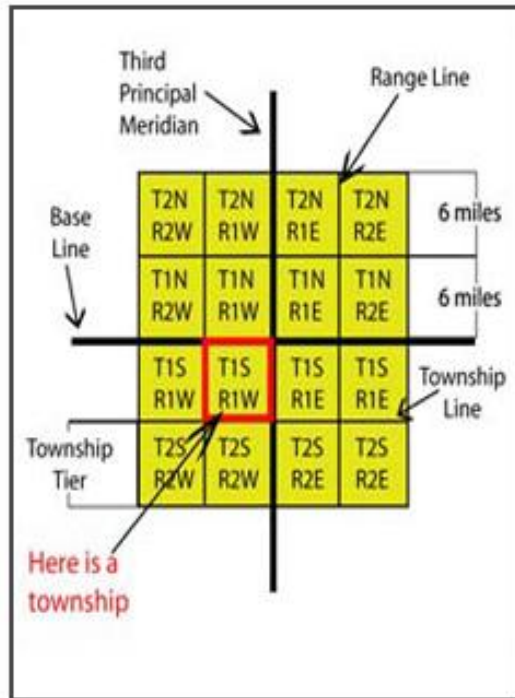 Third
Principal
Meridian
Range Line
Base
Line
T2N T2N T2N T2N
R2W R1W R1E R2E
6 miles
T1N T1N T1N T1N
R2W R1W R1E R2E
6 miles
T1S T1S T1S T1S
R1W R1W R1E R1E
Township
Line
T2S T2S T2S T2S
R2W R2W R2E R2E
Township
Tier
Here is a
township